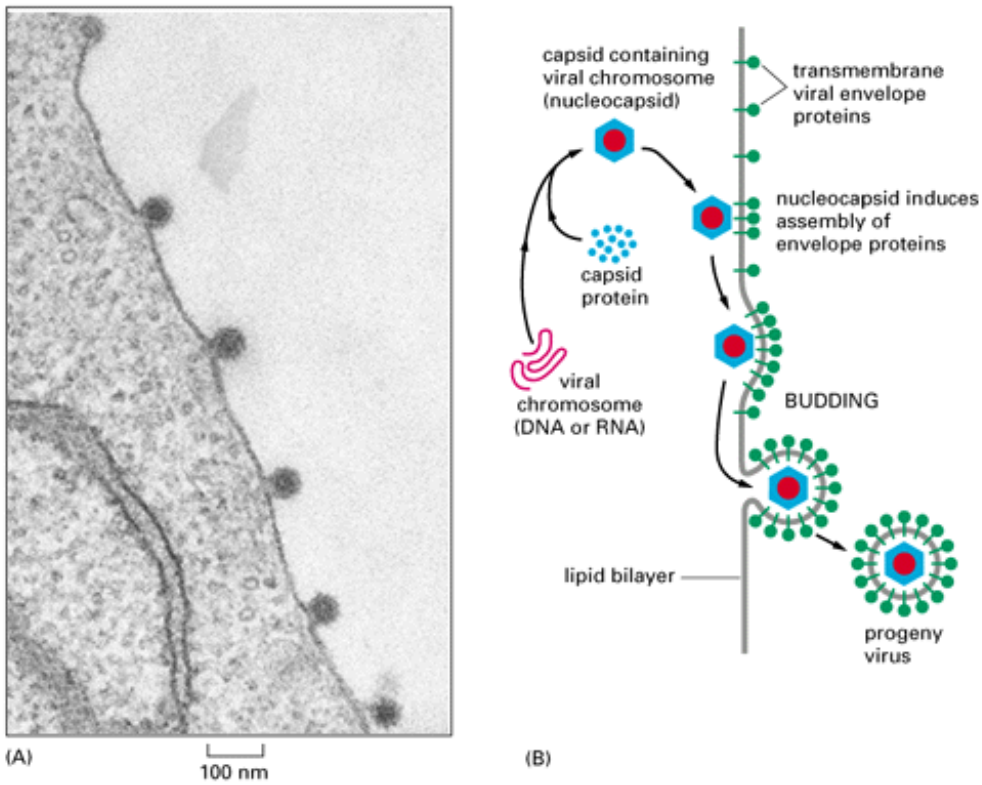 capsid containing
viral chromosome
(nucleocapsid)
transmembrane
viral envelope
proteins
nucleocapsid induces
assembly of
envelope proteins
capsid
protein
viral
chromosome
(DNA or RNA)
BUDDING
lipid bilayer
progeny
virus
(A)
100 nm
(B)